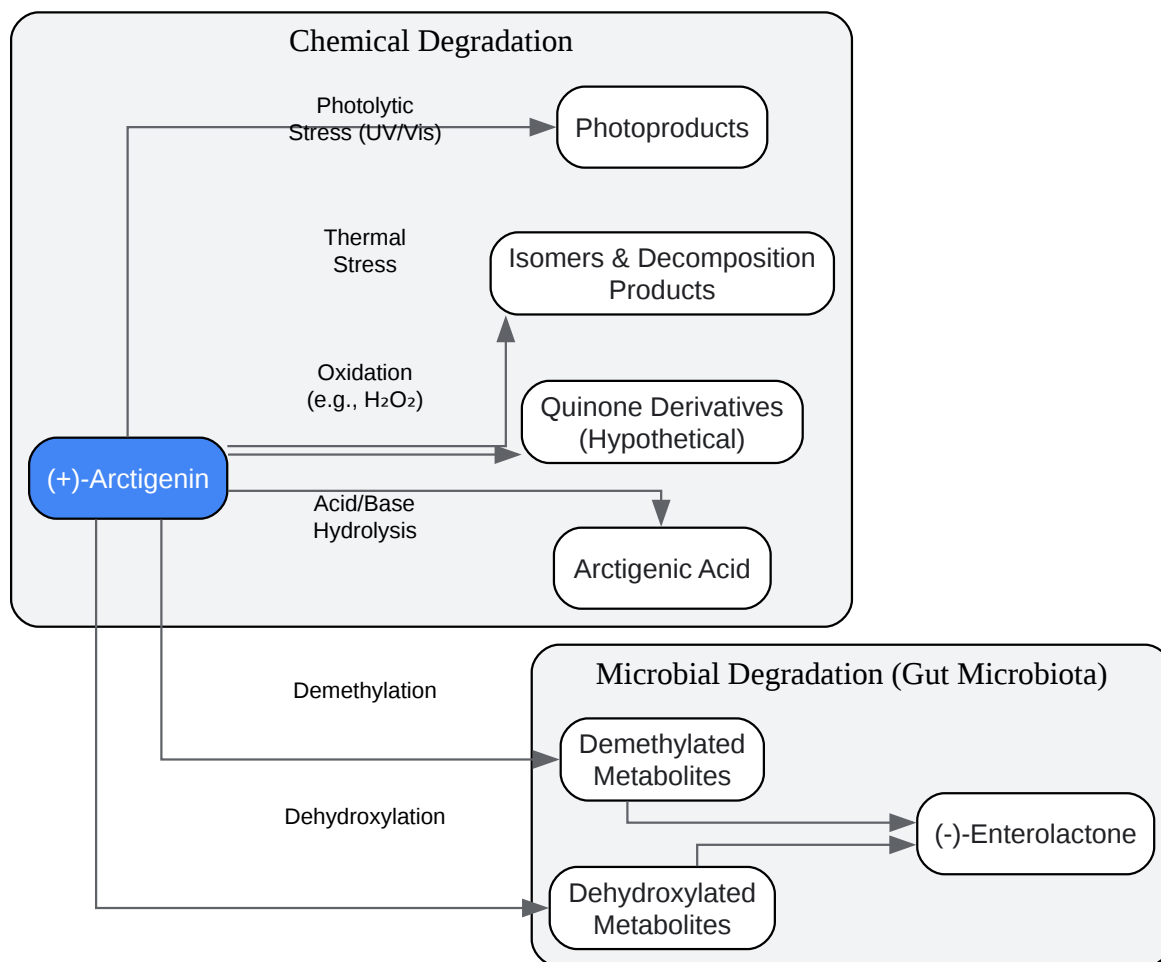 Chemical Degradation
Photolytic
Stress (UV/Vis)
Photoproducts
Thermal
Stress
Isomers & Decomposition
Products
Oxidation
(e.g., H₂O₂)
Quinone Derivatives
(Hypothetical)
(+)-Arctigenin
Acid/Base
Hydrolysis
Arctigenic Acid
Microbial Degradation (Gut Microbiota)
Demethylation
Demethylated
Metabolites
Dehydroxylation
(-)-Enterolactone
Dehydroxylated
Metabolites